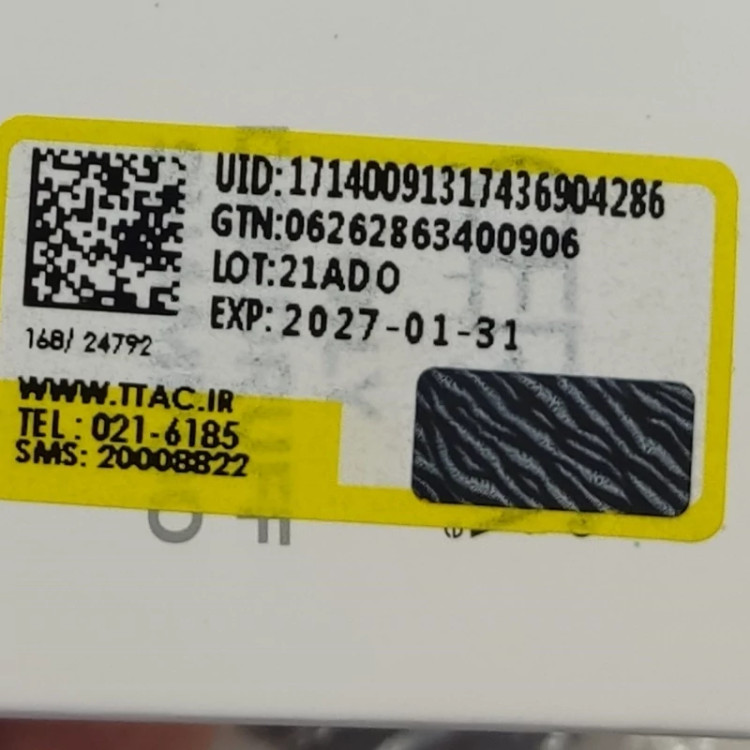 UID:17140091317436904286
GTN:06262863400906
LOT:21ADO
EXP:2027-01-31
168/ 24792
WWW.TTAC.IR
TEL: 021-6185
SMS: 20008822